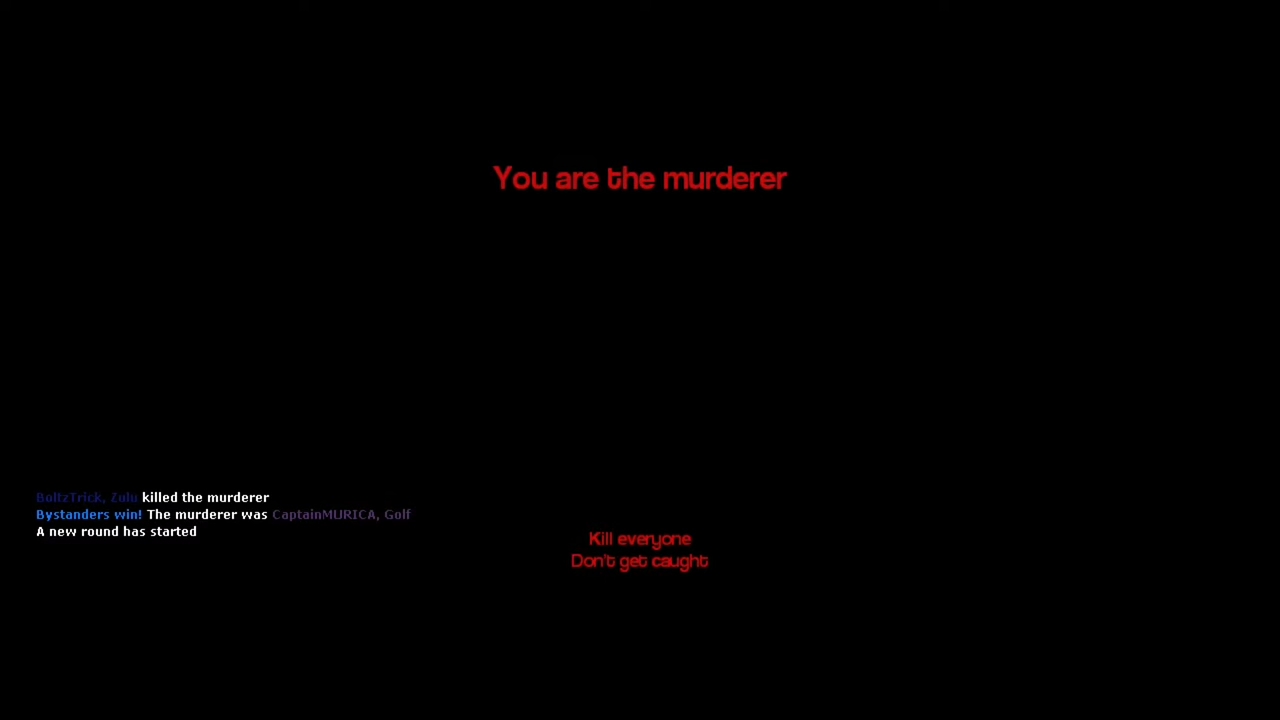 You are the murderer
BoltzTrick, Zulu killed the murderer
Bystanders win! The murderer was CaptainMURICA, Golf
A new round has started
Kill everyone
Don't get caught